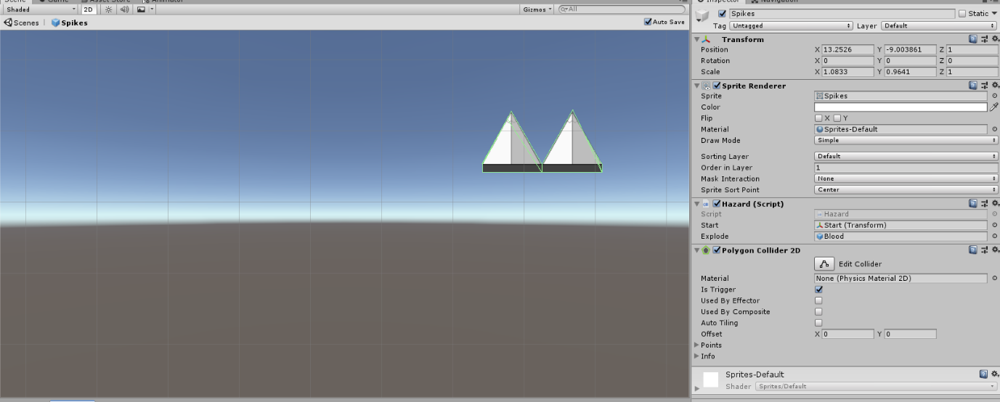 Scene Game Asset Store Animator
Shaded 2D Gizmos All
Scenes Spikes Auto Save
Inspector Navigation
Spikes Static
Tag Untagged Layer Default
Transform
Position X 13.2526 Y -9.003861 Z 1
Rotation X 0 Y 0 Z 0
Scale X 1.0833 Y 0.9641 Z 1
Sprite Renderer
Sprite Spikes
Color
Flip X Y
Material Sprites-Default
Draw Mode Simple
Sorting Layer Default
Order in Layer 1
Mask Interaction None
Sprite Sort Point Center
Hazard (Script)
Script Hazard
Start Start (Transform)
Explode Blood
Polygon Collider 2D
Edit Collider
Material None (Physics Material 2D)
Is Trigger
Used By Effector
Used By Composite
Auto Tiling
Offset X 0 Y 0
Points
Info
Sprites-Default
Shader Sprites/Default